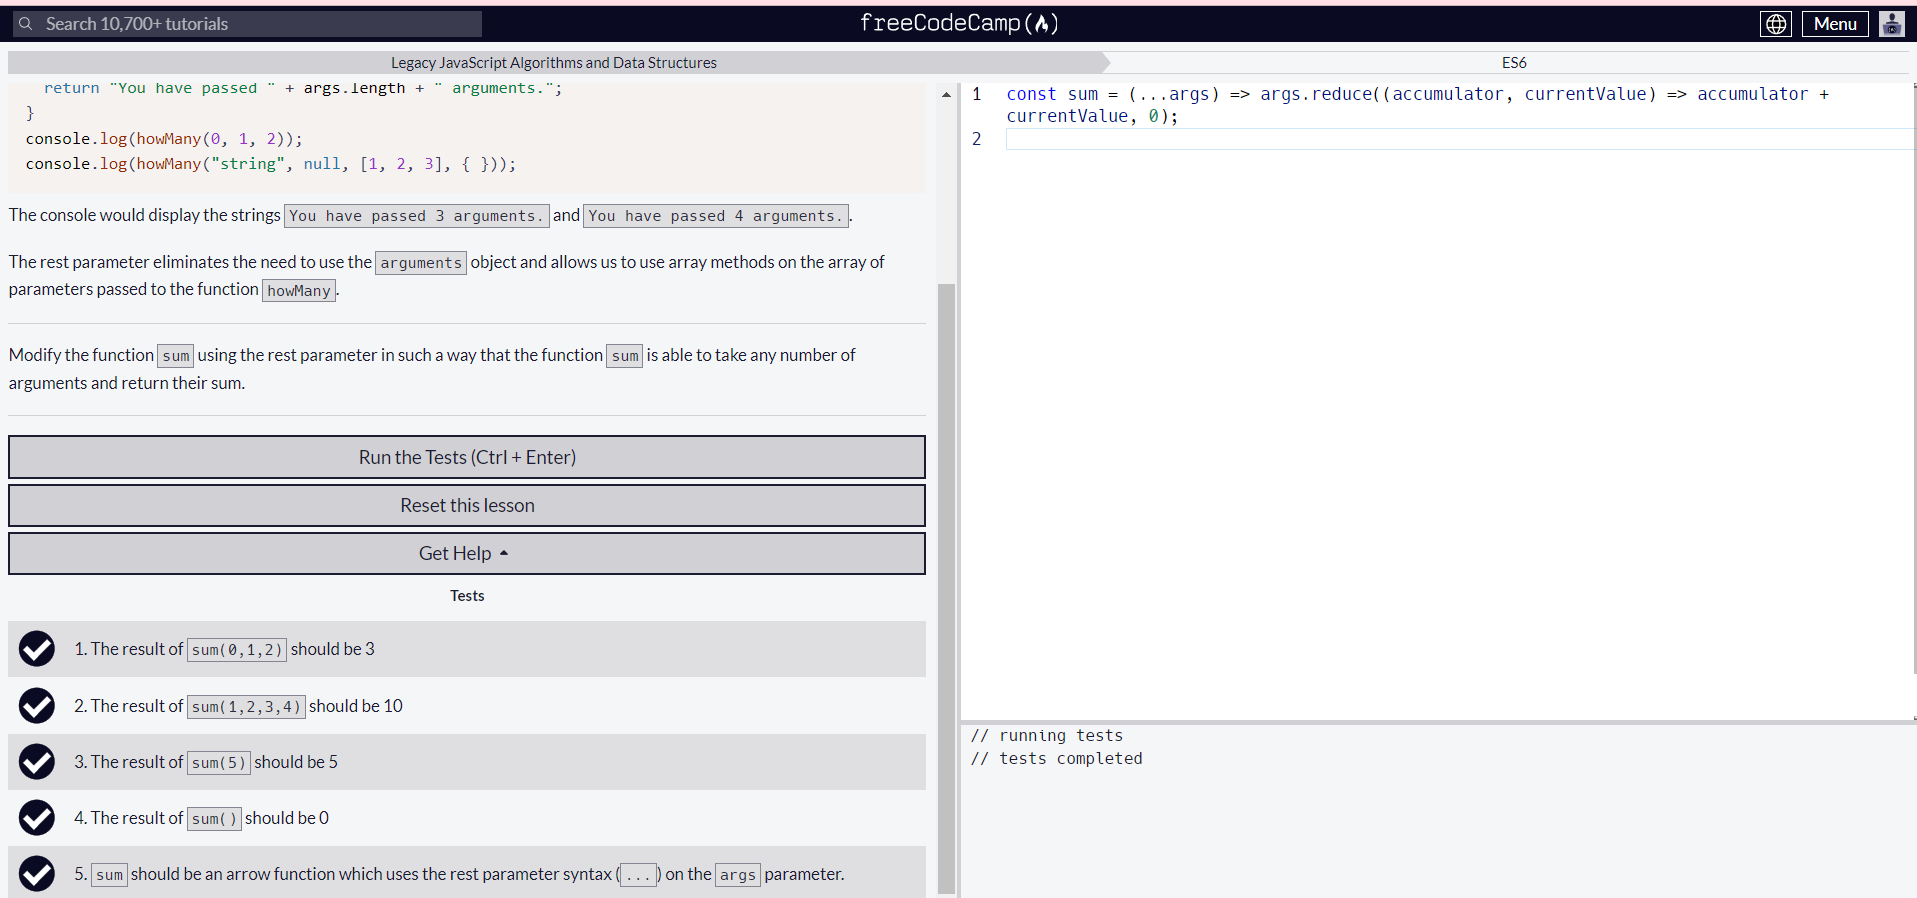 Search 10,700+ tutorials
freeCodeCamp
Menu
Legacy JavaScript Algorithms and Data Structures
ES6
return "You have passed " + args.length + " arguments.";
}
console.log(howMany(0, 1, 2));
console.log(howMany("string", null, [1, 2, 3], { }));
The console would display the strings You have passed 3 arguments. and You have passed 4 arguments..
The rest parameter eliminates the need to use the arguments object and allows us to use array methods on the array of
parameters passed to the function howMany.
Modify the function sum using the rest parameter in such a way that the function sum is able to take any number of
arguments and return their sum.
Run the Tests (Ctrl + Enter)
Reset this lesson
Get Help
Tests
1. The result of sum(0,1,2) should be 3
2. The result of sum(1,2,3,4) should be 10
3. The result of sum(5) should be 5
4. The result of sum() should be 0
5. sum should be an arrow function which uses the rest parameter syntax (...) on the args parameter.
1 const sum = (...args) => args.reduce((accumulator, currentValue) => accumulator +
currentValue, 0);
2
// running tests
// tests completed